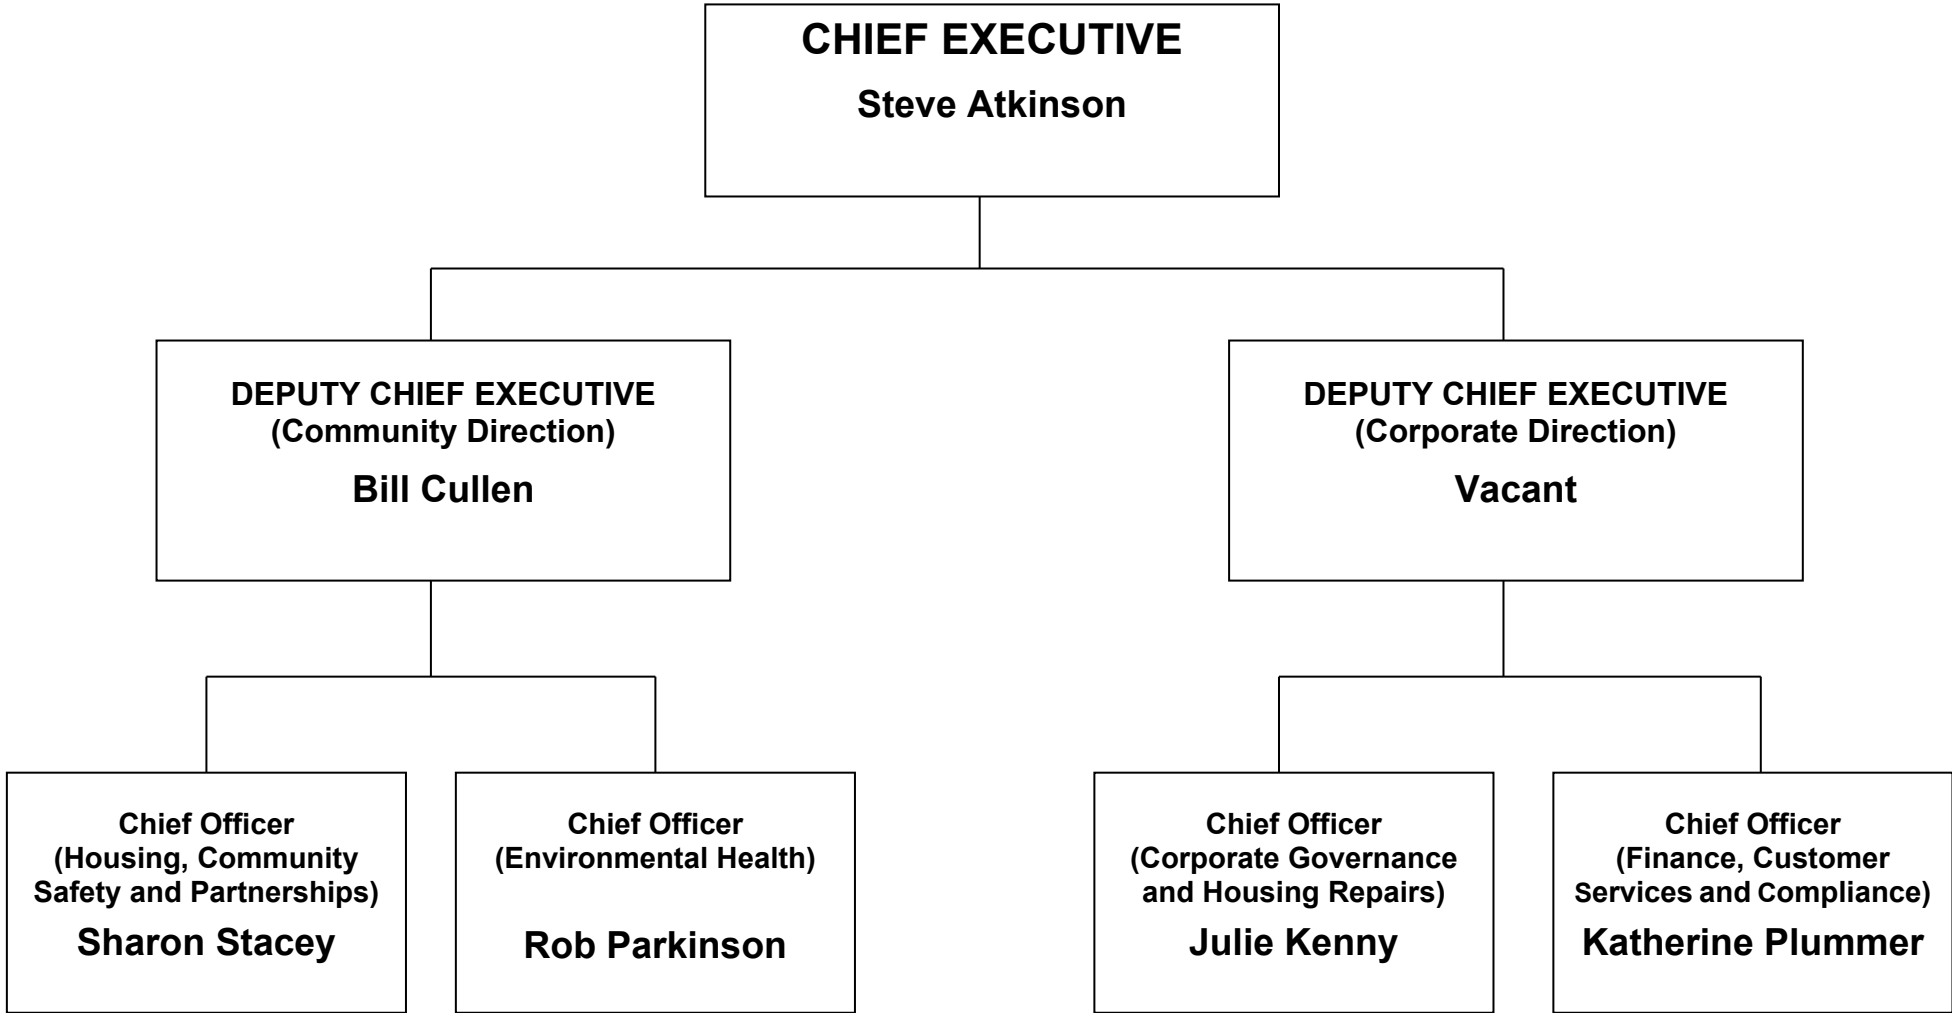 CHIEF EXECUTIVE
Steve Atkinson
DEPUTY CHIEF EXECUTIVE
(Community Direction)
Bill Cullen
DEPUTY CHIEF EXECUTIVE
(Corporate Direction)
Vacant
Chief Officer
(Housing, Community
Safety and Partnerships)
Sharon Stacey
Chief Officer
(Environmental Health)
Rob Parkinson
Chief Officer
(Corporate Governance
and Housing Repairs)
Julie Kenny
Chief Officer
(Finance, Customer
Services and Compliance)
Katherine Plummer